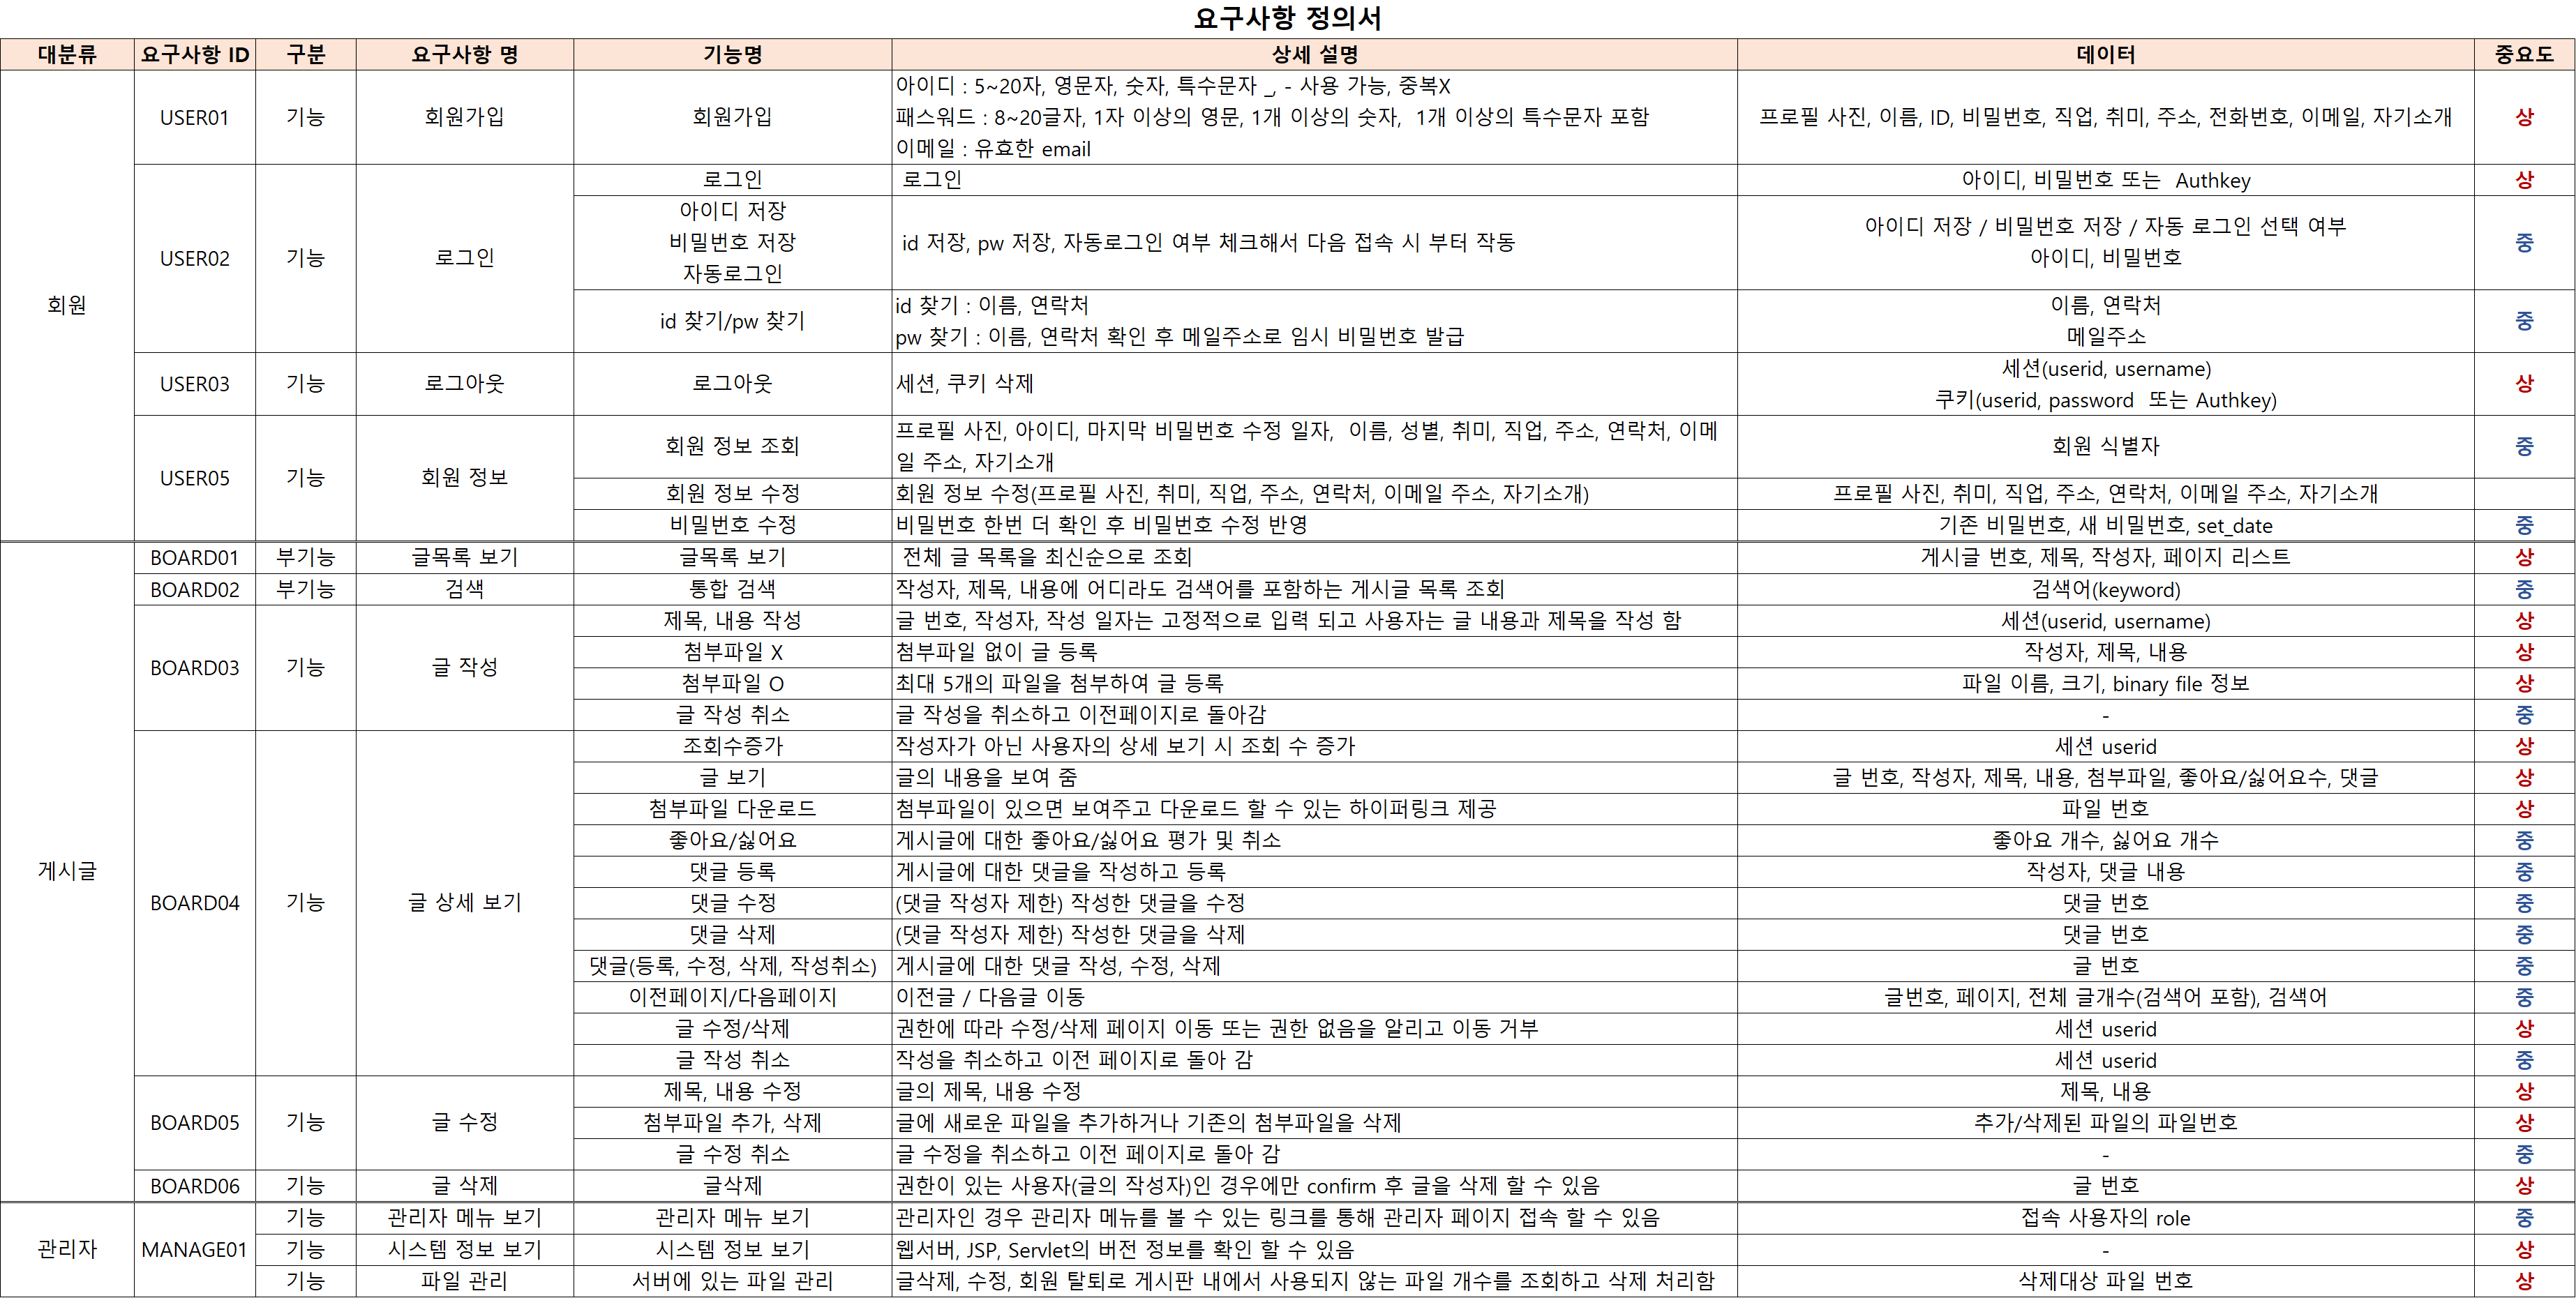 요구사항 정의서
대분류 요구사항 ID 구분 요구사항 명 기능명 상세 설명 데이터 중요도
회원
USER01 기능 회원가입 회원가입
아이디 : 5~20자, 영문자, 숫자, 특수문자 _, - 사용 가능, 중복X
패스워드 : 8~20글자, 1자 이상의 영문, 1개 이상의 숫자, 1개 이상의 특수문자 포함
이메일 : 유효한 email
프로필 사진, 이름, ID, 비밀번호, 직업, 취미, 주소, 전화번호, 이메일, 자기소개 상
USER02 기능 로그인
로그인 로그인 아이디, 비밀번호 또는 Authkey 상
아이디 저장
비밀번호 저장
자동로그인
id 저장, pw 저장, 자동로그인 여부 체크해서 다음 접속 시 부터 작동
아이디 저장 / 비밀번호 저장 / 자동 로그인 선택 여부
아이디, 비밀번호
중
id 찾기/pw 찾기
id 찾기 : 이름, 연락처
pw 찾기 : 이름, 연락처 확인 후 메일주소로 임시 비밀번호 발급
이름, 연락처
메일주소
중
USER03 기능 로그아웃 로그아웃 세션, 쿠키 삭제
세션(userid, username)
쿠키(userid, password 또는 Authkey)
상
USER05 기능 회원 정보
회원 정보 조회
프로필 사진, 아이디, 마지막 비밀번호 수정 일자, 이름, 성별, 취미, 직업, 주소, 연락처, 이메
일 주소, 자기소개
회원 식별자 중
회원 정보 수정 회원 정보 수정(프로필 사진, 취미, 직업, 주소, 연락처, 이메일 주소, 자기소개) 프로필 사진, 취미, 직업, 주소, 연락처, 이메일 주소, 자기소개
비밀번호 수정 비밀번호 한번 더 확인 후 비밀번호 수정 반영 기존 비밀번호, 새 비밀번호, set_date 중
게시글
BOARD01 부기능 글목록 보기 글목록 보기 전체 글 목록을 최신순으로 조회 게시글 번호, 제목, 작성자, 페이지 리스트 상
BOARD02 부기능 검색 통합 검색 작성자, 제목, 내용에 어디라도 검색어를 포함하는 게시글 목록 조회 검색어(keyword) 중
BOARD03 기능 글 작성
제목, 내용 작성 글 번호, 작성자, 작성 일자는 고정적으로 입력 되고 사용자는 글 내용과 제목을 작성 함 세션(userid, username) 상
첨부파일 X 첨부파일 없이 글 등록 작성자, 제목, 내용 상
첨부파일 O 최대 5개의 파일을 첨부하여 글 등록 파일 이름, 크기, binary file 정보 상
글 작성 취소 글 작성을 취소하고 이전페이지로 돌아감 - 중
BOARD04 기능 글 상세 보기
조회수증가 작성자가 아닌 사용자의 상세 보기 시 조회 수 증가 세션 userid 상
글 보기 글의 내용을 보여 줌 글 번호, 작성자, 제목, 내용, 첨부파일, 좋아요/싫어요수, 댓글 상
첨부파일 다운로드 첨부파일이 있으면 보여주고 다운로드 할 수 있는 하이퍼링크 제공 파일 번호 상
좋아요/싫어요 게시글에 대한 좋아요/싫어요 평가 및 취소 좋아요 개수, 싫어요 개수 중
댓글 등록 게시글에 대한 댓글을 작성하고 등록 작성자, 댓글 내용 중
댓글 수정 (댓글 작성자 제한) 작성한 댓글을 수정 댓글 번호 중
댓글 삭제 (댓글 작성자 제한) 작성한 댓글을 삭제 댓글 번호 중
댓글(등록, 수정, 삭제, 작성취소) 게시글에 대한 댓글 작성, 수정, 삭제 글 번호 중
이전페이지/다음페이지 이전글 / 다음글 이동 글번호, 페이지, 전체 글개수(검색어 포함), 검색어 중
글 수정/삭제 권한에 따라 수정/삭제 페이지 이동 또는 권한 없음을 알리고 이동 거부 세션 userid 상
글 작성 취소 작성을 취소하고 이전 페이지로 돌아 감 세션 userid 중
BOARD05 기능 글 수정
제목, 내용 수정 글의 제목, 내용 수정 제목, 내용 상
첨부파일 추가, 삭제 글에 새로운 파일을 추가하거나 기존의 첨부파일을 삭제 추가/삭제된 파일의 파일번호 상
글 수정 취소 글 수정을 취소하고 이전 페이지로 돌아 감 - 중
BOARD06 기능 글 삭제 글삭제 권한이 있는 사용자(글의 작성자)인 경우에만 confirm 후 글을 삭제 할 수 있음 글 번호 상
관리자 MANAGE01
기능 관리자 메뉴 보기 관리자 메뉴 보기 관리자인 경우 관리자 메뉴를 볼 수 있는 링크를 통해 관리자 페이지 접속 할 수 있음 접속 사용자의 role 중
기능 시스템 정보 보기 시스템 정보 보기 웹서버, JSP, Servlet의 버전 정보를 확인 할 수 있음 - 상
기능 파일 관리 서버에 있는 파일 관리 글삭제, 수정, 회원 탈퇴로 게시판 내에서 사용되지 않는 파일 개수를 조회하고 삭제 처리함 삭제대상 파일 번호 상